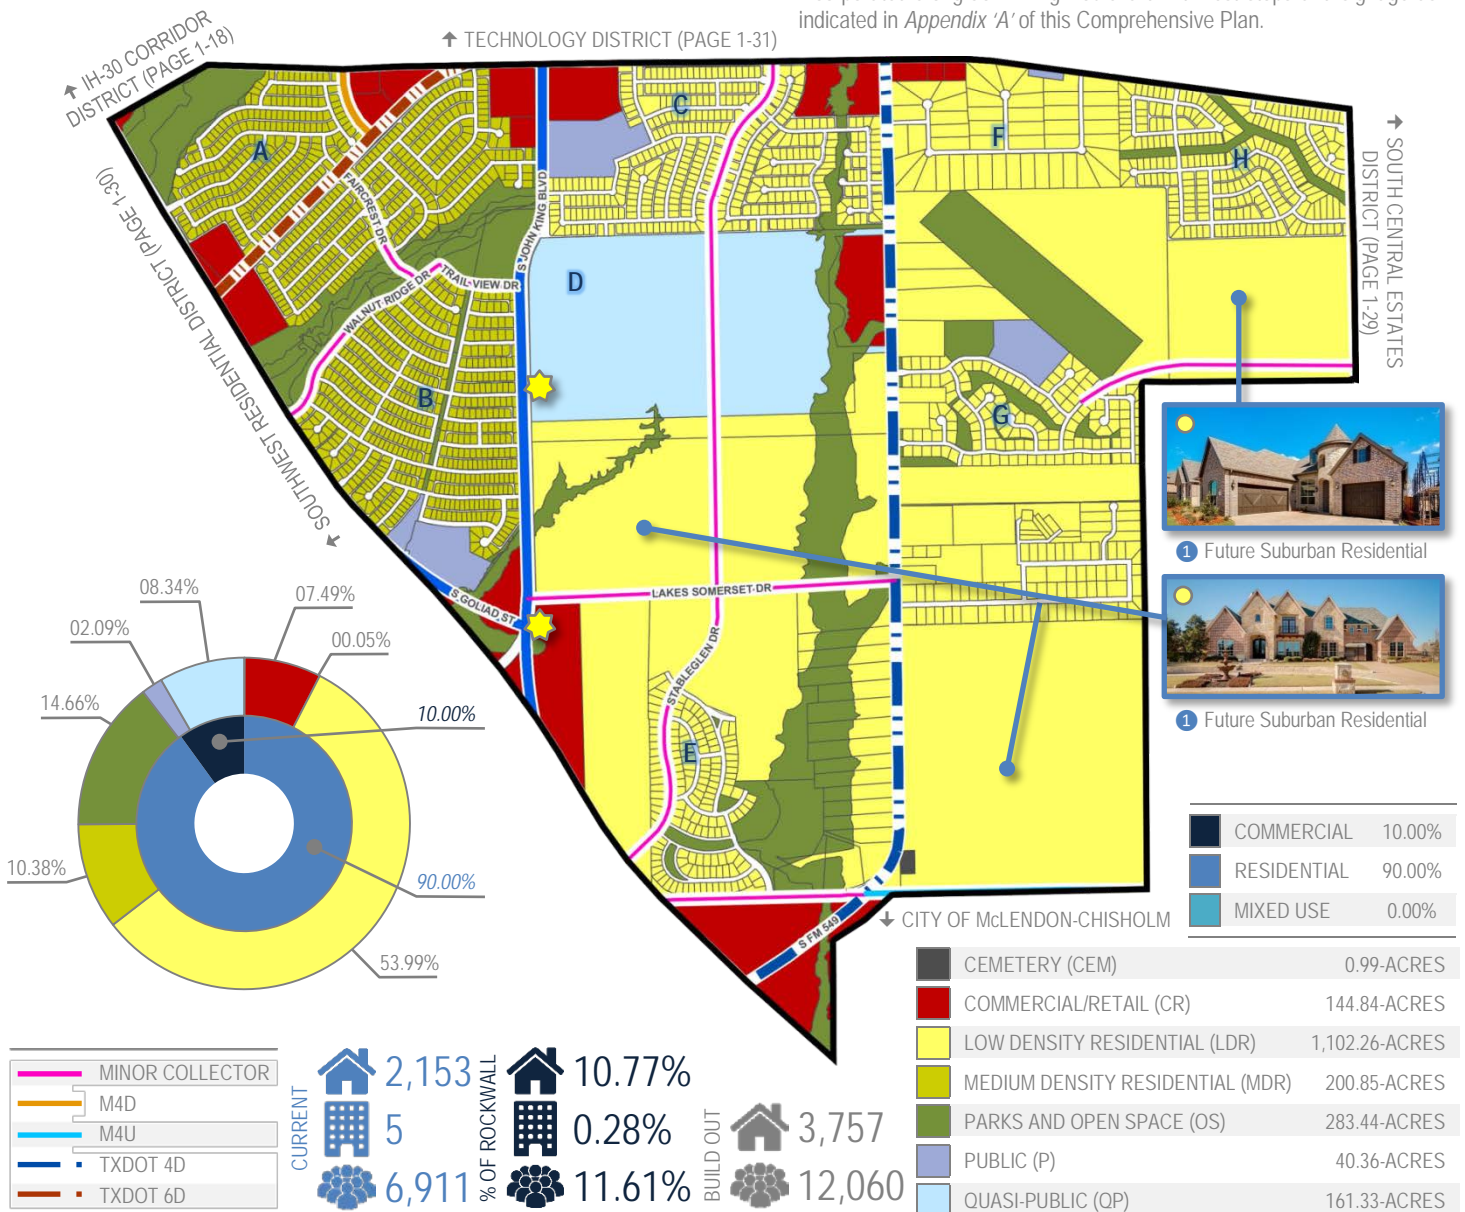 indicated in Appendix 'A' of this Comprehensive Plan.
↑ TECHNOLOGY DISTRICT (PAGE 1-31)
↑ IH-30 CORRIDOR
DISTRICT (PAGE 1-18)
→ SOUTH CENTRAL ESTATES
DISTRICT (PAGE 1-29)
SOUTHWEST RESIDENTIAL DISTRICT (PAGE 1-30)
A
B
C
D
E
F
G
H
FAIRCREST DR
S JOHN KING BLVD
TRAIL VIEW DR
WALNUT RIDGE DR
S GOLIAD ST
LAKES SOMERSET DR
STABLEGLEN DR
S FM 549
1 Future Suburban Residential
1 Future Suburban Residential
↓ CITY OF McLENDON-CHISHOLM
08.34%
07.49%
02.09%
00.05%
14.66%
10.00%
10.38%
90.00%
53.99%
COMMERCIAL 10.00%
RESIDENTIAL 90.00%
MIXED USE 0.00%
CEMETERY (CEM) 0.99-ACRES
COMMERCIAL/RETAIL (CR) 144.84-ACRES
LOW DENSITY RESIDENTIAL (LDR) 1,102.26-ACRES
MEDIUM DENSITY RESIDENTIAL (MDR) 200.85-ACRES
PARKS AND OPEN SPACE (OS) 283.44-ACRES
PUBLIC (P) 40.36-ACRES
QUASI-PUBLIC (QP) 161.33-ACRES
MINOR COLLECTOR
M4D
M4U
TXDOT 4D
TXDOT 6D
CURRENT
2,153
5
6,911
% OF ROCKWALL
10.77%
0.28%
11.61%
BUILD OUT
3,757
12,060